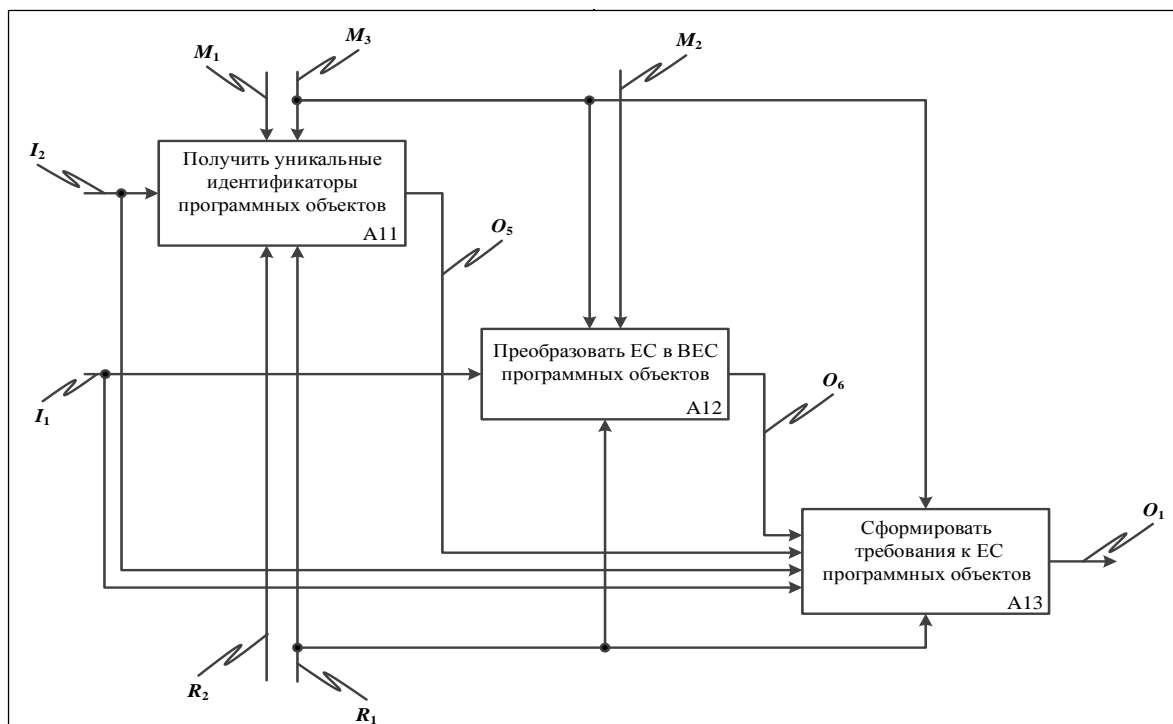 M₁
M₃
M₂
I₂
Получить уникальные
идентификаторы
программных объектов
A11
O₅
Преобразовать ЕС в ВЕС
программных объектов
A12
I₁
O₆
Сформировать
требования к ЕС
программных объектов
A13
O₁
R₂
R₁